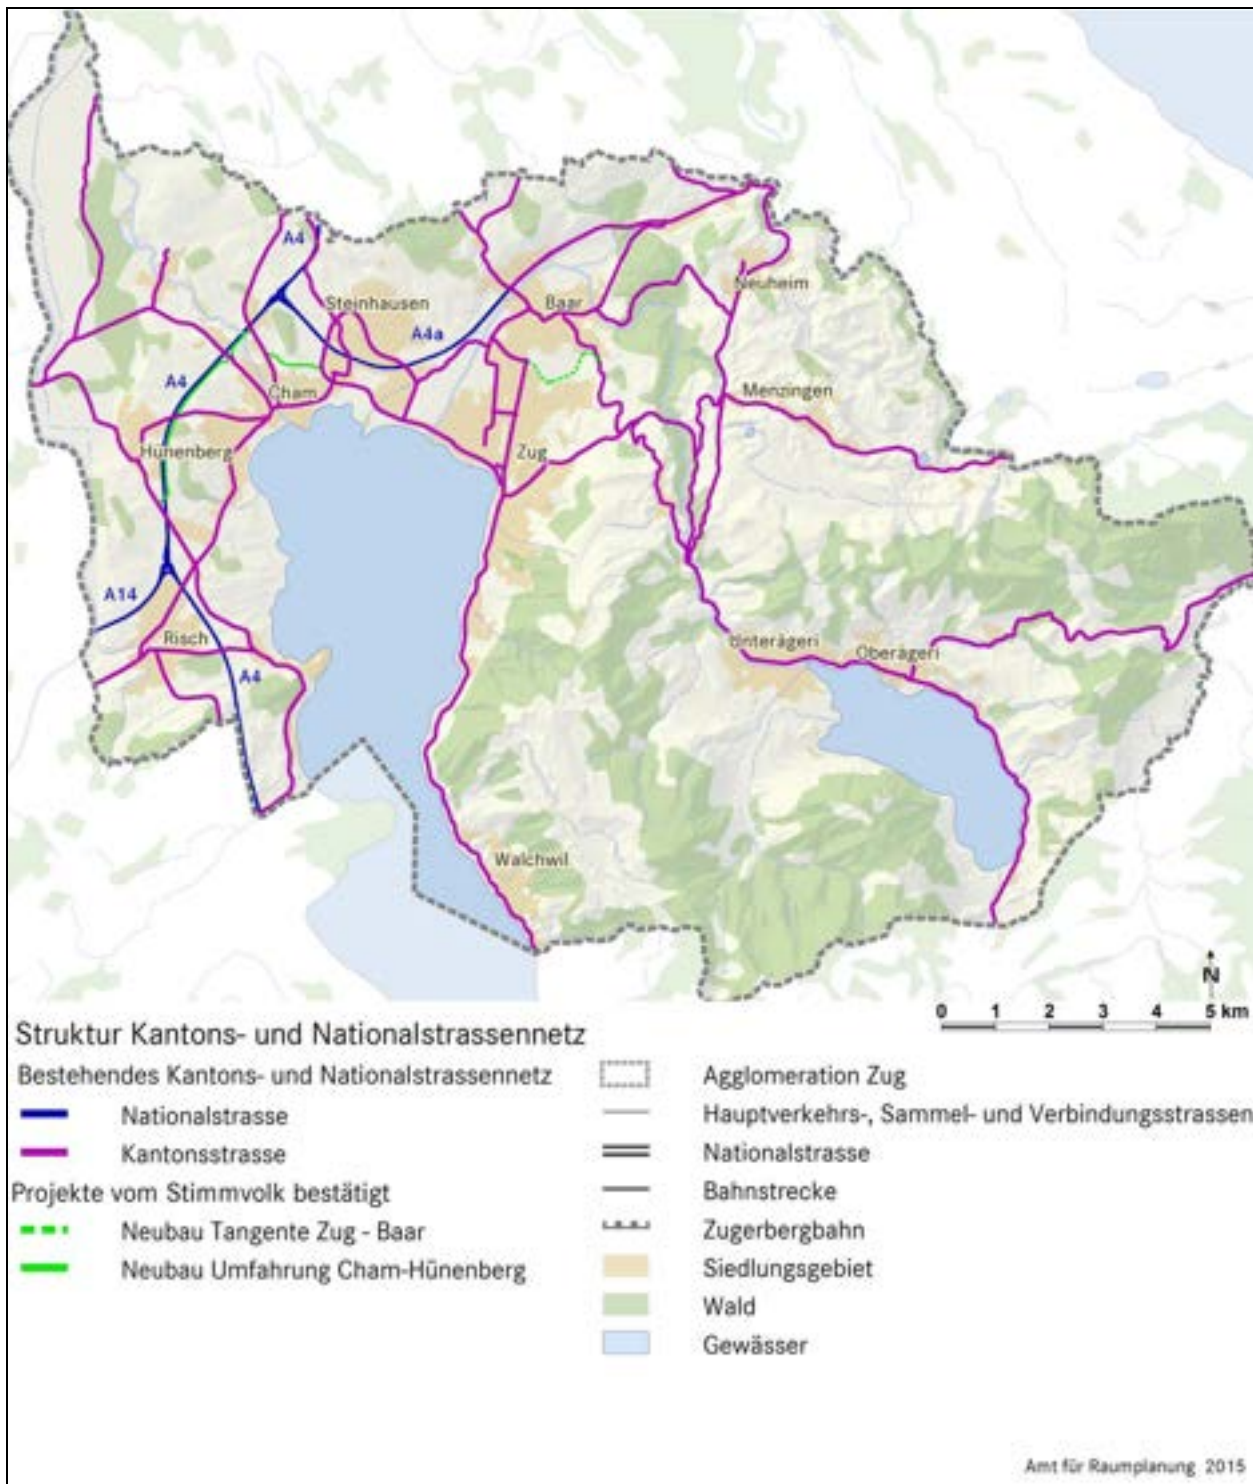 A4
Steinhausen
Baar
Neuheim
A4a
A4
Cham
Menzingen
Hünenberg
Zug
A14
Risch
A4
Unterägeri
Oberägeri
Walchwil
N
0 1 2 3 4 5 km
Struktur Kantons- und Nationalstrassennetz
Bestehendes Kantons- und Nationalstrassennetz
Nationalstrasse
Kantonsstrasse
Projekte vom Stimmvolk bestätigt
Neubau Tangente Zug - Baar
Neubau Umfahrung Cham-Hünenberg
Agglomeration Zug
Hauptverkehrs-, Sammel- und Verbindungsstrassen
Nationalstrasse
Bahnstrecke
Zugerbergbahn
Siedlungsgebiet
Wald
Gewässer
Amt für Raumplanung 2015